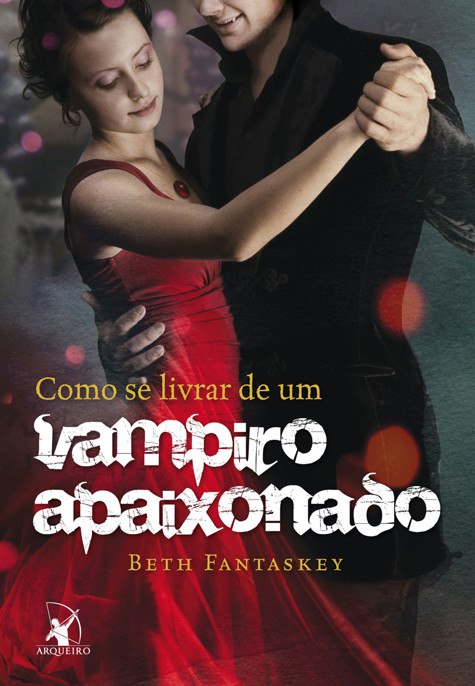 Como se livrar de um
vampiro
apaixonado
Beth Fantaskey
ARQUEIRO